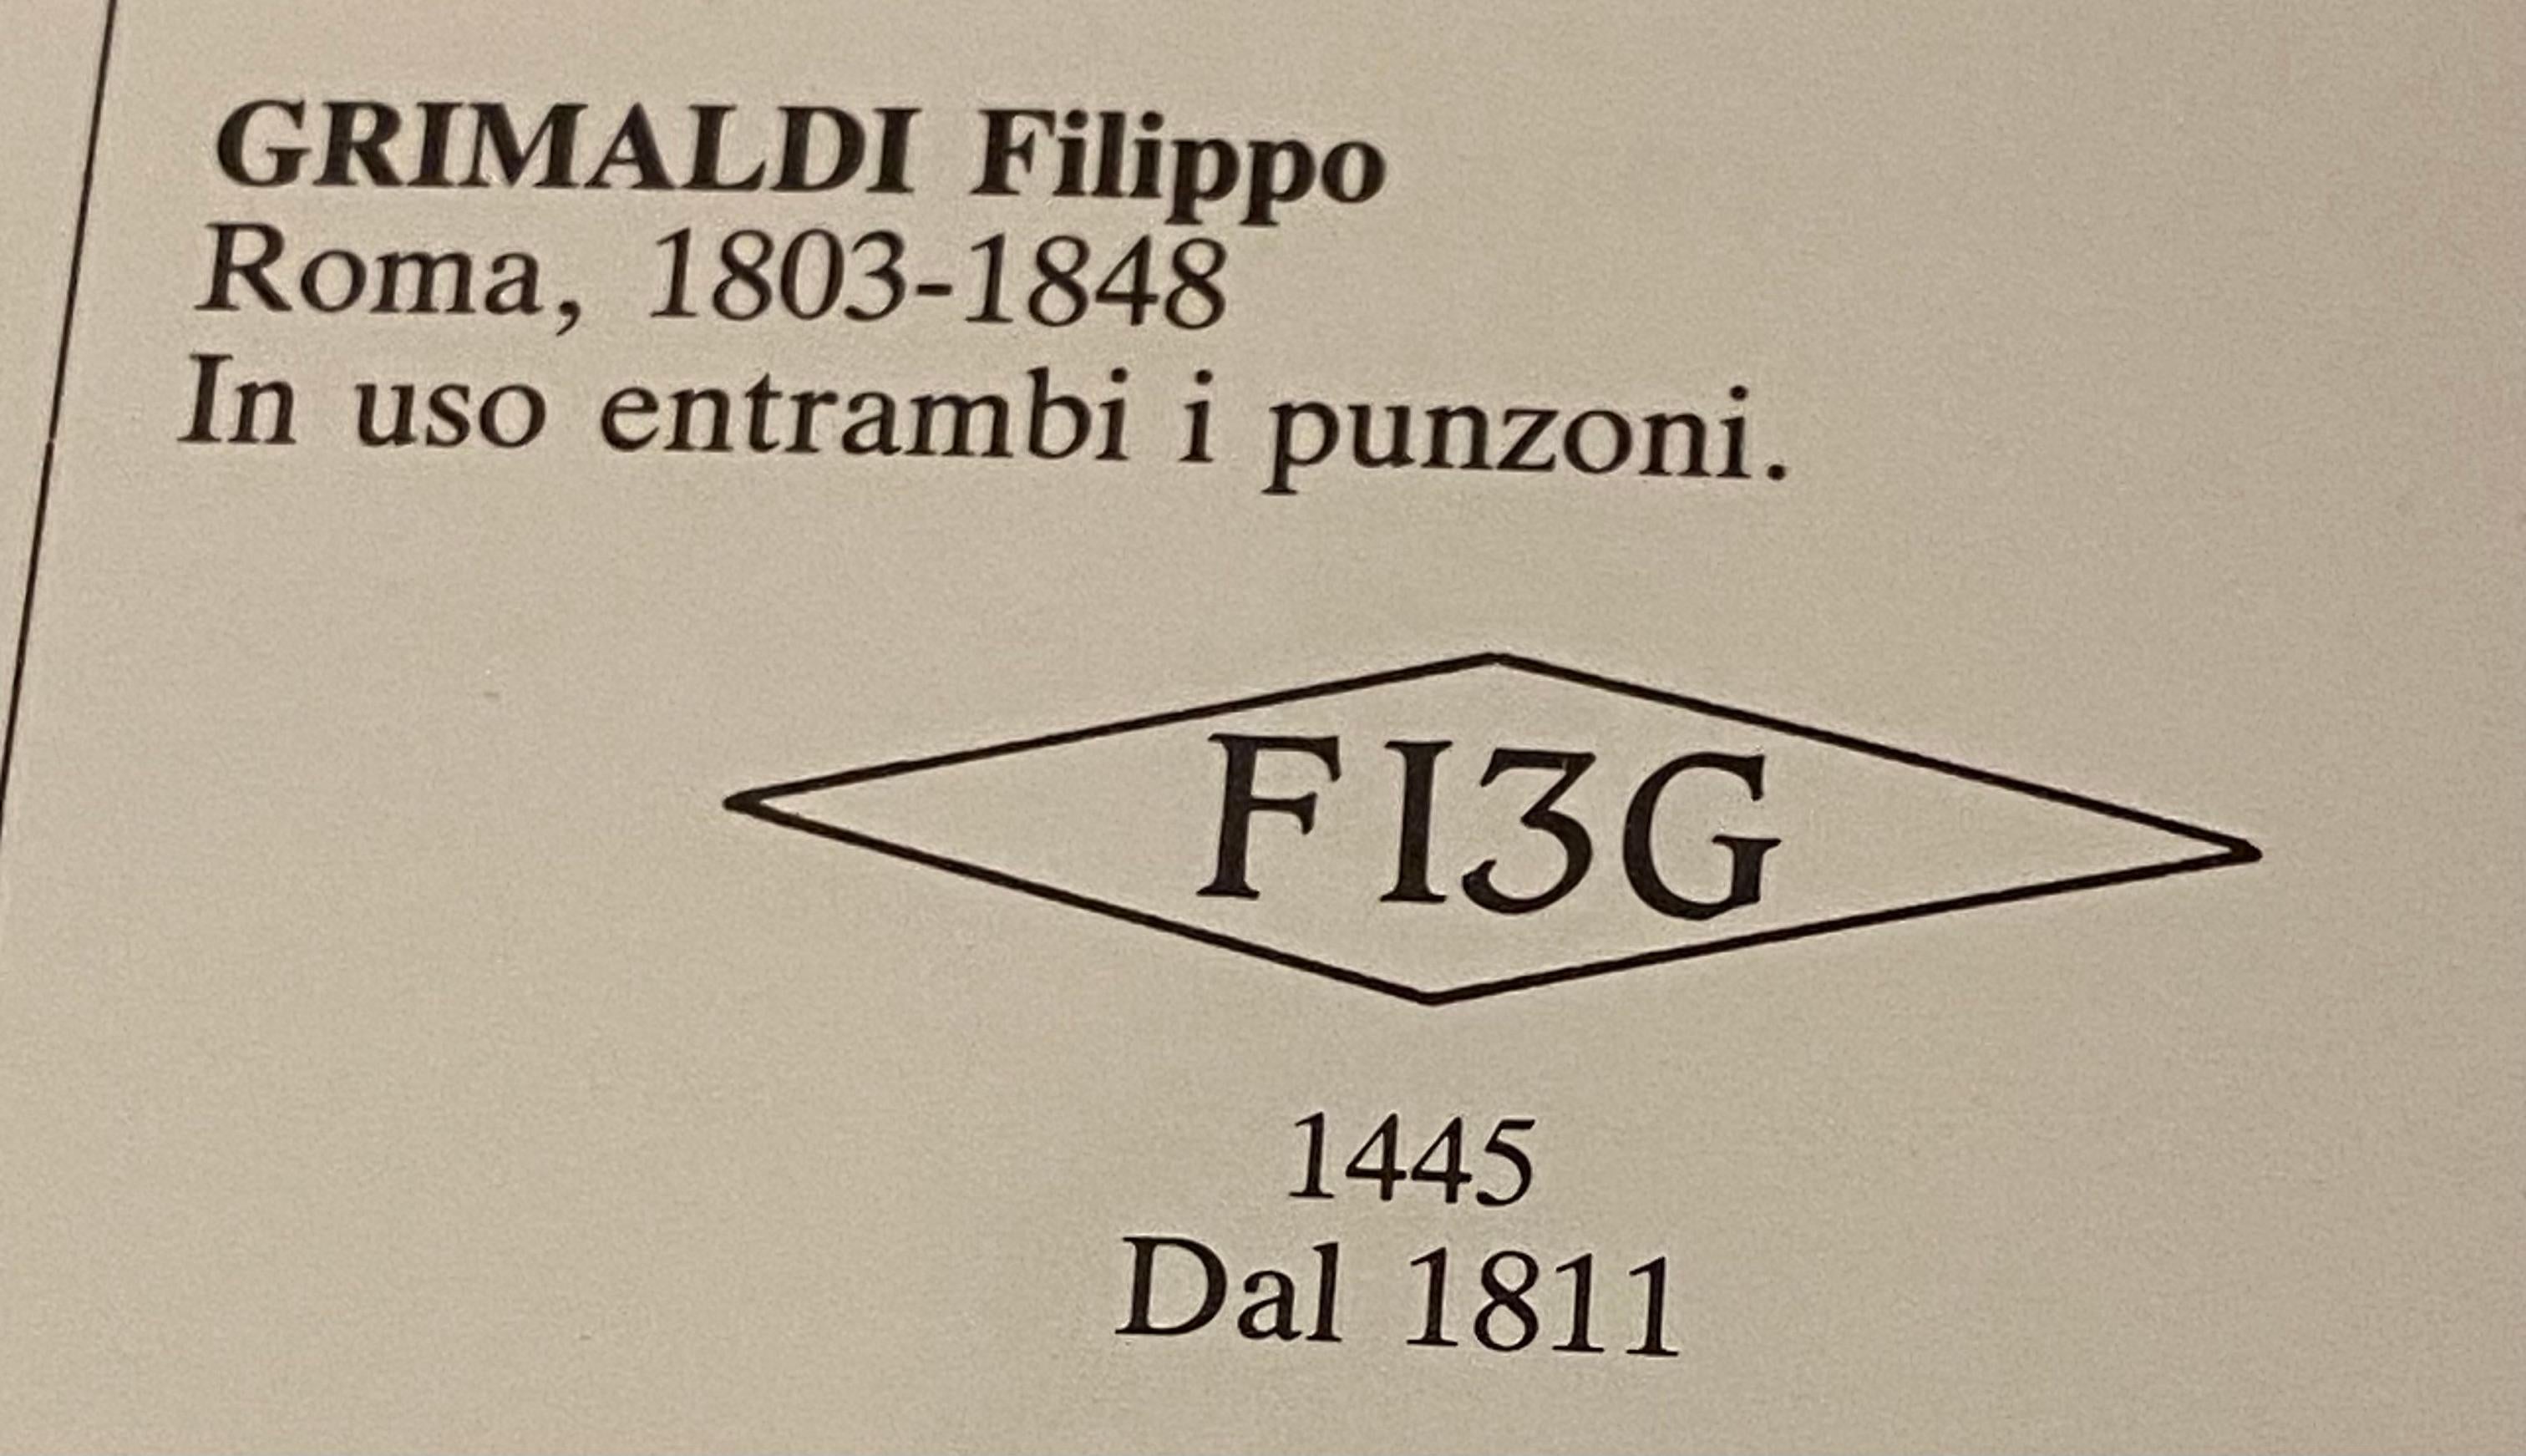 GRIMALDI Filippo
Roma, 1803-1848
In uso entrambi i punzoni.
F I3G
1445
Dal 1811